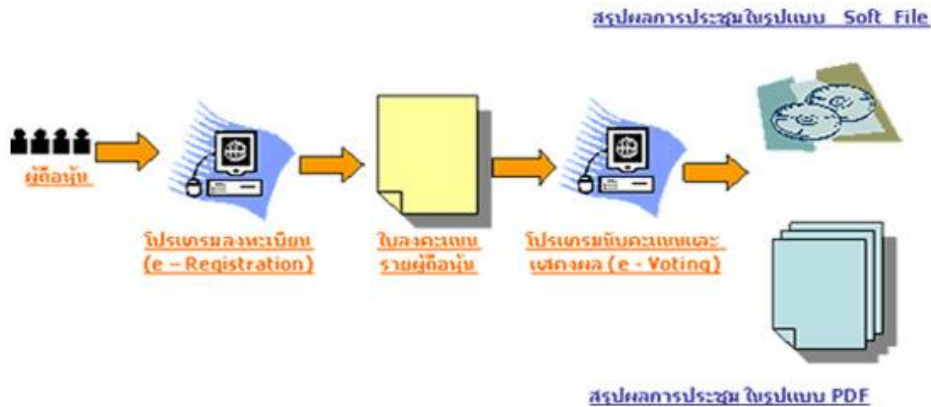 สรุปผลการประชุมในรูปแบบ Soft File
ผู้ถือหุ้น
โปรแกรมลงทะเบียน
(e – Registration)
ใบลงคะแนน
รายผู้ถือหุ้น
โปรแกรมนับคะแนนและ
แสดงผล (e - Voting)
สรุปผลการประชุม ในรูปแบบ PDF